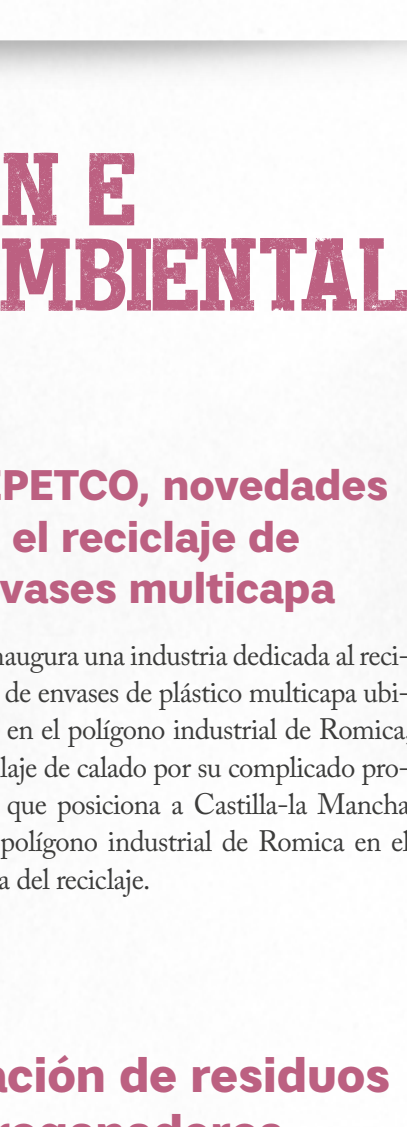 N E
MBIENTAL
PETCO, novedades
el reciclaje de
vases multicapa
naugura una industria dedicada al reci-
de envases de plástico multicapa ubi-
en el polígono industrial de Romica,
laje de calado por su complicado pro-
que posiciona a Castilla-la Mancha
polígono industrial de Romica en el
a del reciclaje.
ación de residuos